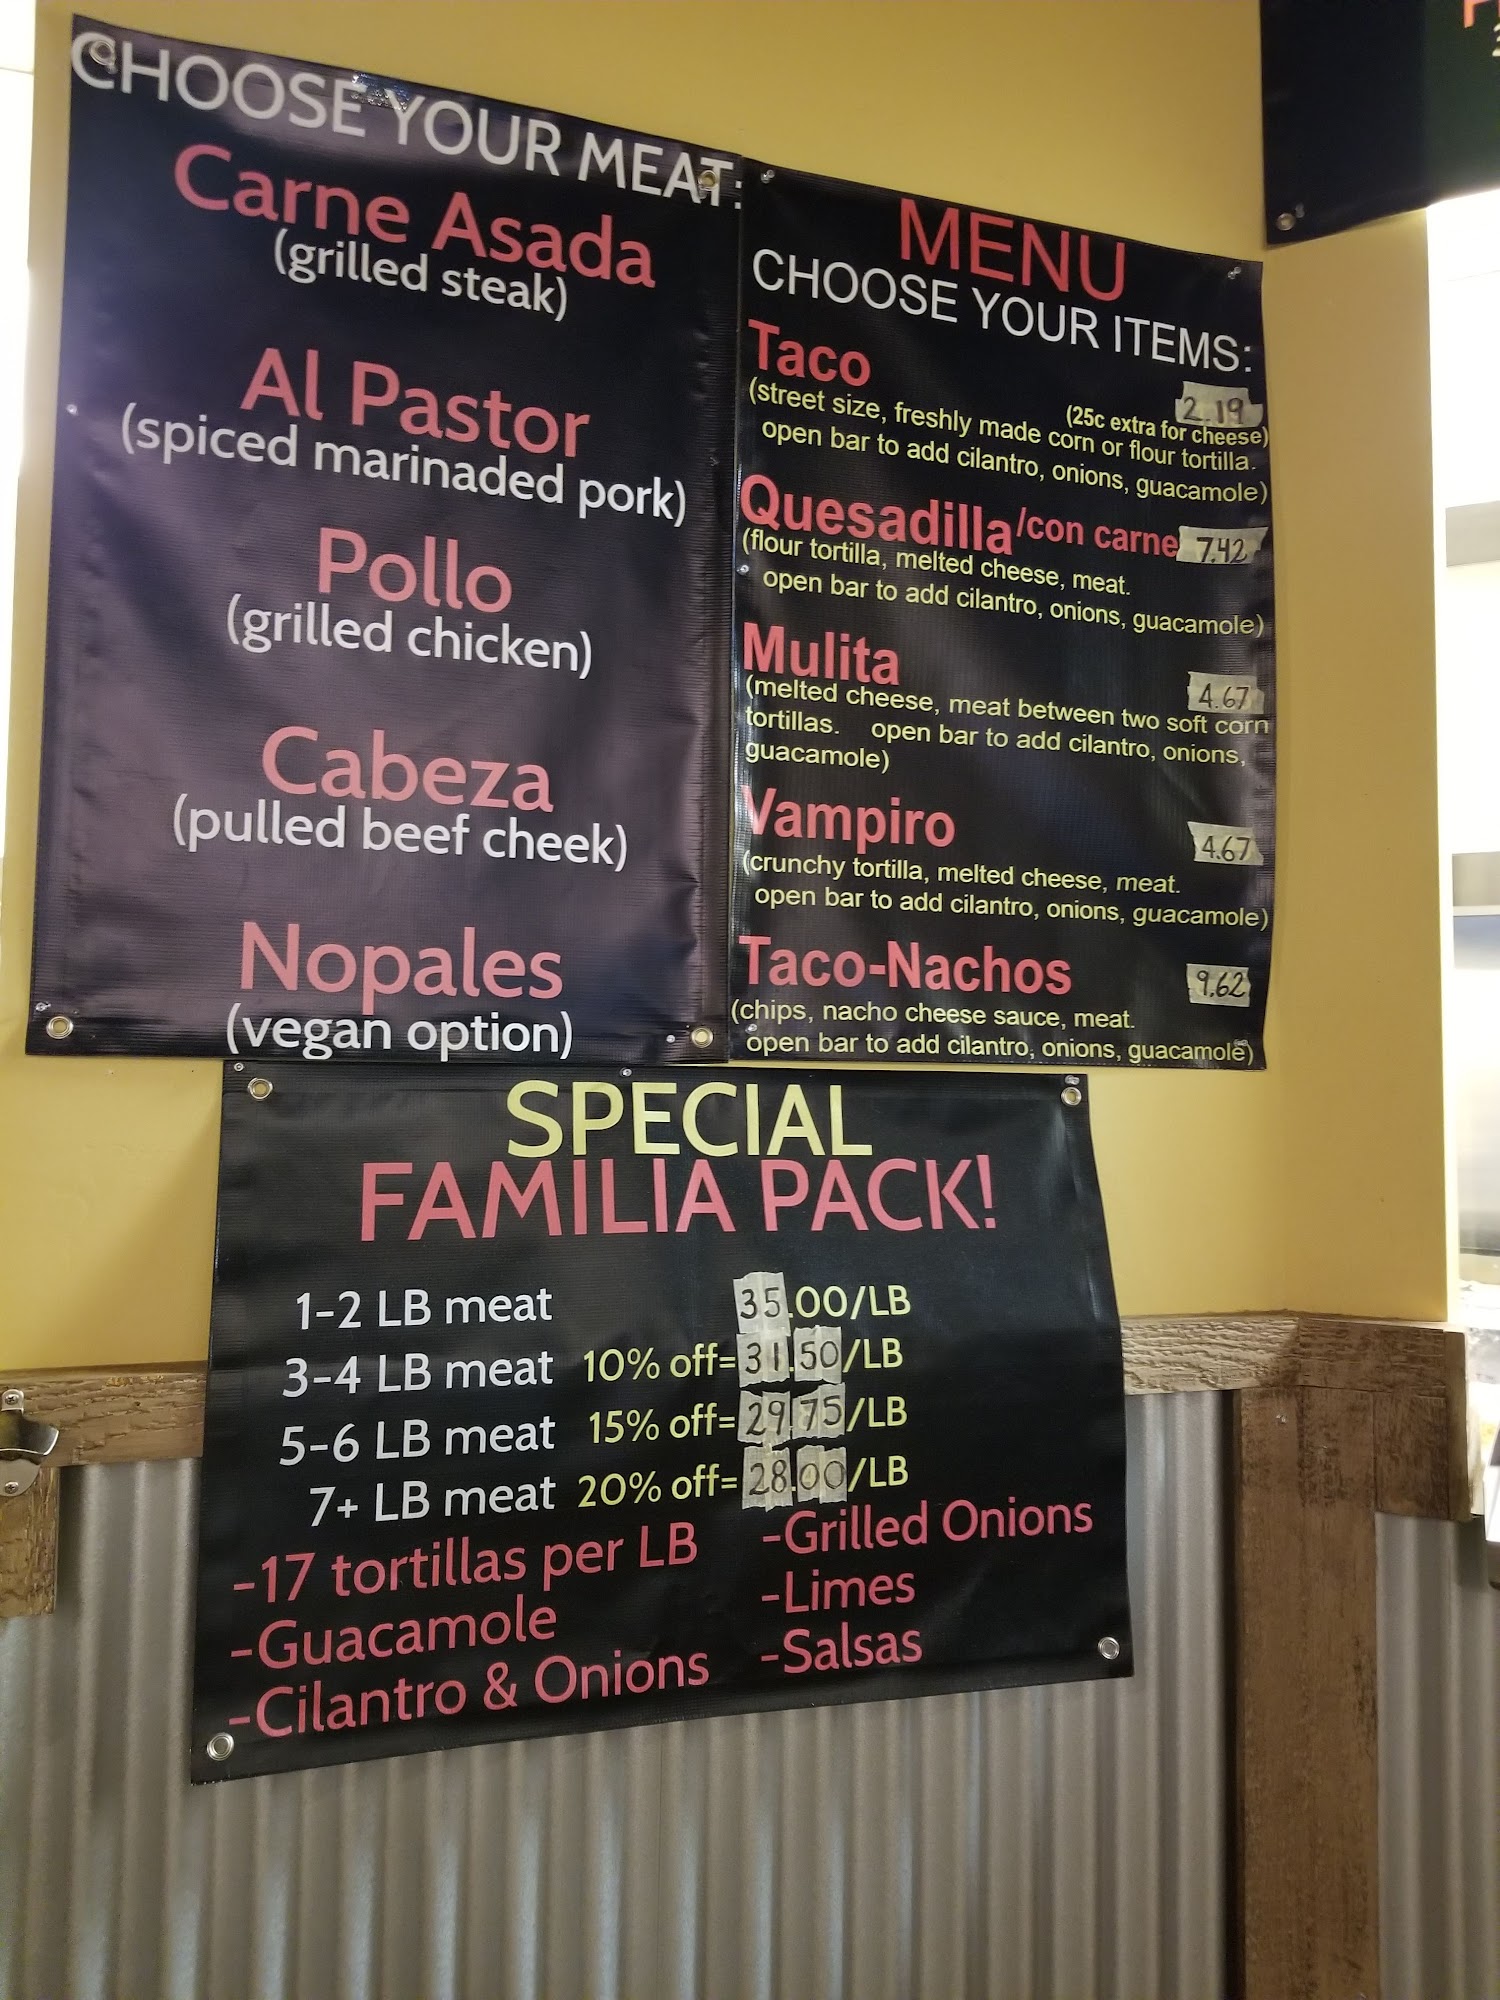 CHOOSE YOUR MEAT:
Carne Asada
(grilled steak)
Al Pastor
(spiced marinaded pork)
Pollo
(grilled chicken)
Cabeza
(pulled beef cheek)
Nopales
(vegan option)
MENU
CHOOSE YOUR ITEMS:
Taco 2.19
(25c extra for cheese)
(street size, freshly made corn or flour tortilla.
open bar to add cilantro, onions, guacamole)
Quesadilla/con carne 7.42
(flour tortilla, melted cheese, meat.
open bar to add cilantro, onions, guacamole)
Mulita 4.67
(melted cheese, meat between two soft corn
tortillas. open bar to add cilantro, onions,
guacamole)
Vampiro 4.67
(crunchy tortilla, melted cheese, meat.
open bar to add cilantro, onions, guacamole)
Taco-Nachos 9.62
(chips, nacho cheese sauce, meat.
open bar to add cilantro, onions, guacamole)
SPECIAL
FAMILIA PACK!
1-2 LB meat 35.00/LB
3-4 LB meat 10% off=31.50/LB
5-6 LB meat 15% off=29.75/LB
7+ LB meat 20% off=28.00/LB
-17 tortillas per LB
-Guacamole
-Cilantro & Onions
-Grilled Onions
-Limes
-Salsas